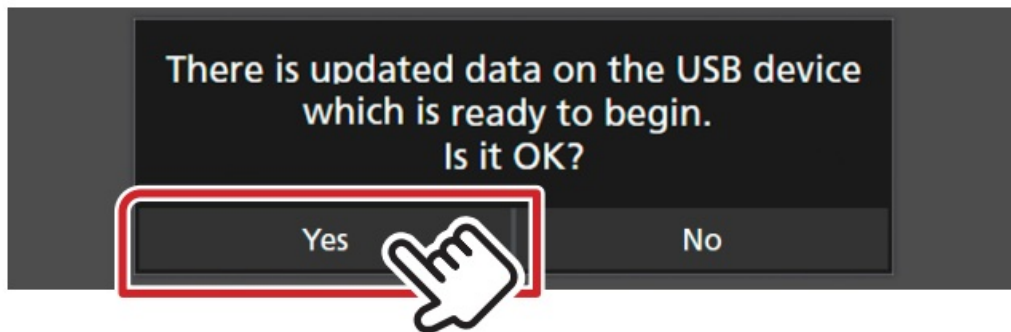 There is updated data on the USB device
which is ready to begin.
Is it OK?
Yes
No